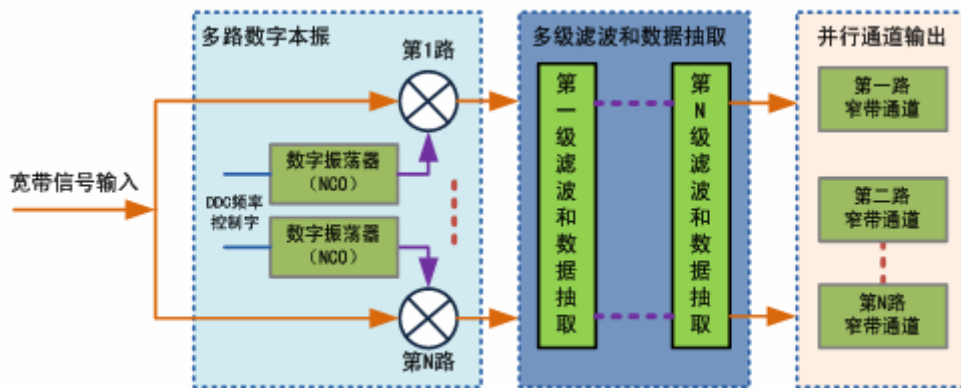 多路数字本振
第1路
宽带信号输入
数字振荡器
（NCO）
DDC频率
控制字
数字振荡器
（NCO）
第N路
多级滤波和数据抽取
第一级滤波和数据抽取
第N级滤波和数据抽取
并行通道输出
第一路
窄带通道
第二路
窄带通道
第N路
窄带通道